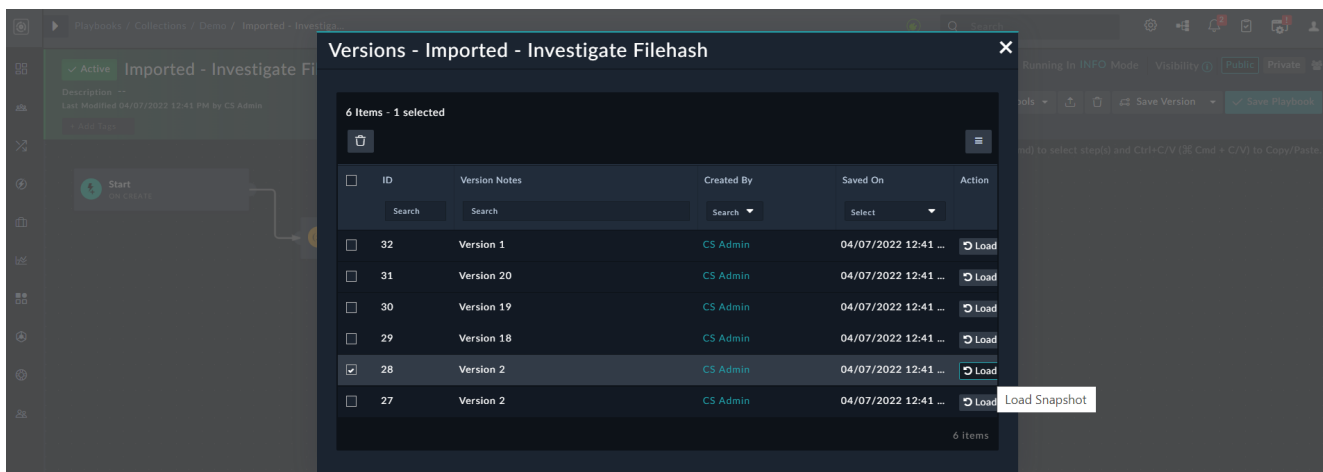 Playbooks / Collections / Demo / Imported - Investiga...
Search
2
Versions - Imported - Investigate Filehash
Active Imported - Investigate Fi
Running In INFO Mode Visibility Public Private
Description --
Last Modified 04/07/2022 12:41 PM by CS Admin
+ Add Tags
ols Save Version Save Playbook
6 Items - 1 selected
nd) to select step(s) and Ctrl+C/V (⌘ Cmd + C/V) to Copy/Paste.
ID Version Notes Created By Saved On Action
Search Search Search Select
Start
ON CREATE
32 Version 1 CS Admin 04/07/2022 12:41 ... Load
31 Version 20 CS Admin 04/07/2022 12:41 ... Load
30 Version 19 CS Admin 04/07/2022 12:41 ... Load
29 Version 18 CS Admin 04/07/2022 12:41 ... Load
28 Version 2 CS Admin 04/07/2022 12:41 ... Load
27 Version 2 CS Admin 04/07/2022 12:41 ... Load
Load Snapshot
6 items